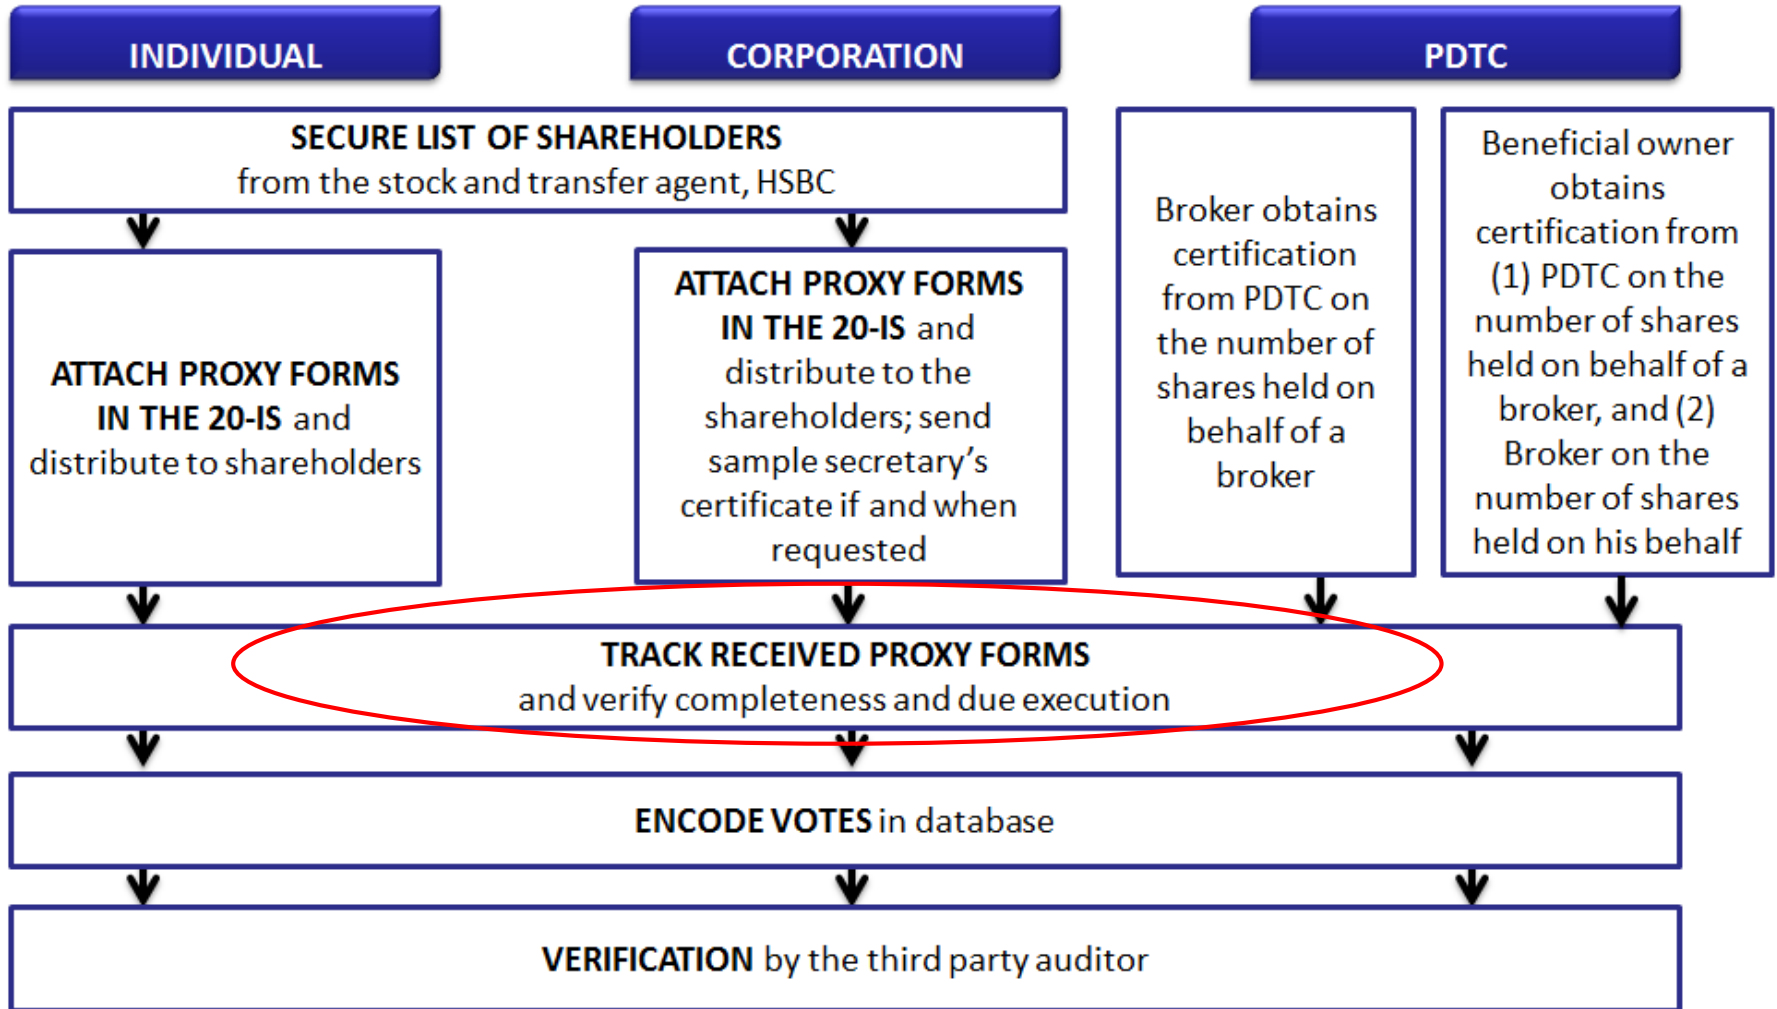 INDIVIDUAL
CORPORATION
PDTC
SECURE LIST OF SHAREHOLDERS
from the stock and transfer agent, HSBC
ATTACH PROXY FORMS
IN THE 20-IS and
distribute to shareholders
ATTACH PROXY FORMS
IN THE 20-IS and
distribute to the
shareholders; send
sample secretary’s
certificate if and when
requested
Broker obtains
certification
from PDTC on
the number of
shares held on
behalf of a
broker
Beneficial owner
obtains
certification from
(1) PDTC on the
number of shares
held on behalf of a
broker, and (2)
Broker on the
number of shares
held on his behalf
TRACK RECEIVED PROXY FORMS
and verify completeness and due execution
ENCODE VOTES in database
VERIFICATION by the third party auditor